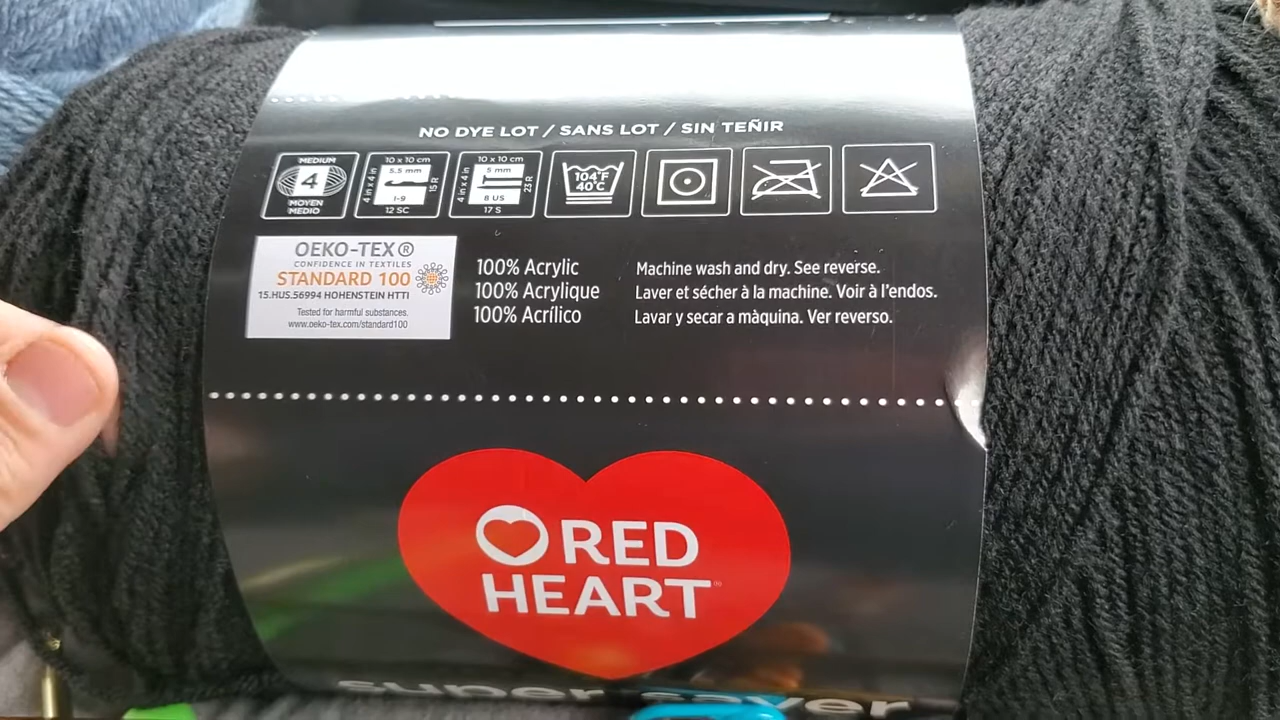 NO DYE LOT / SANS LOT / SIN TEÑIR
MEDIUM
4
MOYEN
MEDIO
10 x 10 cm
4 in x 4 in
5.5 mm
I-9
15 R
12 SC
10 x 10 cm
4 in x 4 in
5 mm
8 US
23 R
17 S
104°F
40°C
OEKO-TEX®
CONFIDENCE IN TEXTILES
STANDARD 100
15.HUS.56994 HOHENSTEIN HTTI
Tested for harmful substances.
www.oeko-tex.com/standard100
100% Acrylic
100% Acrylique
100% Acrílico
Machine wash and dry. See reverse.
Laver et sécher à la machine. Voir à l'endos.
Lavar y secar a màquina. Ver reverso.
RED
HEART
super saver